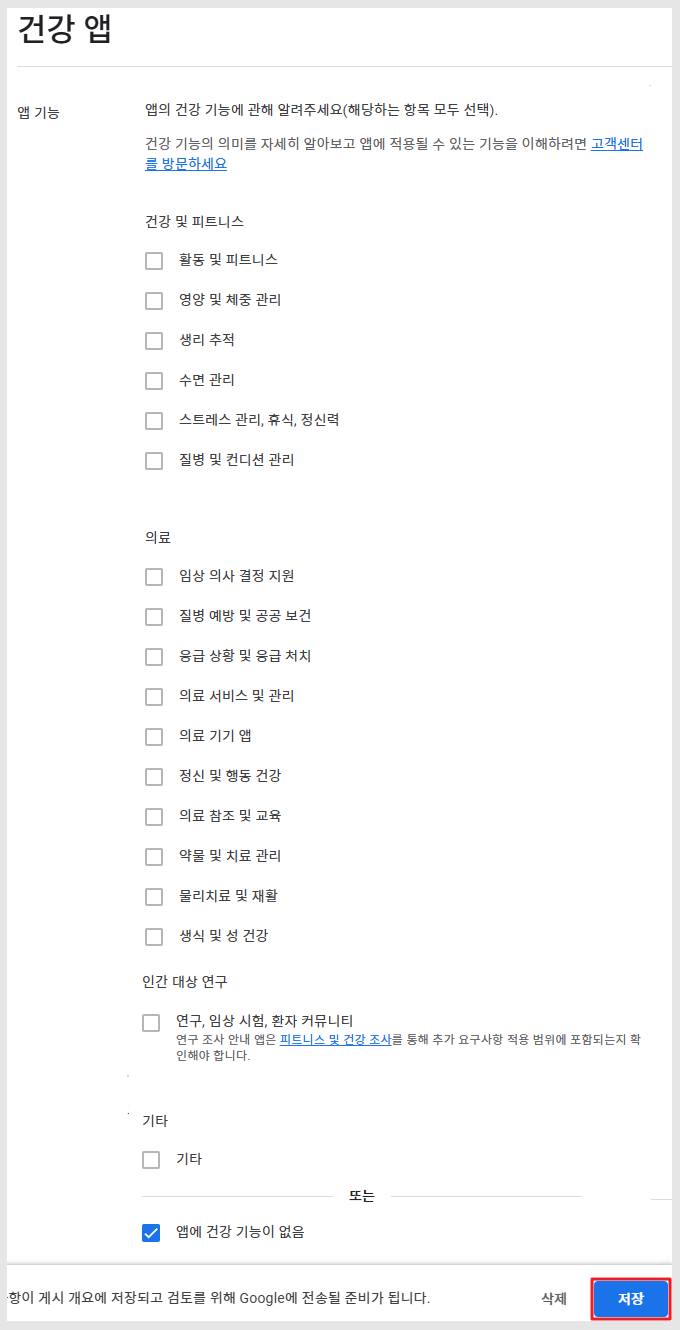 건강 앱
앱 기능
앱의 건강 기능에 관해 알려주세요(해당하는 항목 모두 선택).
건강 기능의 의미를 자세히 알아보고 앱에 적용될 수 있는 기능을 이해하려면 고객센터
를 방문하세요
건강 및 피트니스
활동 및 피트니스
영양 및 체중 관리
생리 추적
수면 관리
스트레스 관리, 휴식, 정신력
질병 및 컨디션 관리
의료
임상 의사 결정 지원
질병 예방 및 공공 보건
응급 상황 및 응급 처치
의료 서비스 및 관리
의료 기기 앱
정신 및 행동 건강
의료 참조 및 교육
약물 및 치료 관리
물리치료 및 재활
생식 및 성 건강
인간 대상 연구
연구, 임상 시험, 환자 커뮤니티
연구 조사 안내 앱은 피트니스 및 건강 조사를 통해 추가 요구사항 적용 범위에 포함되는지 확
인해야 합니다.
기타
기타
또는
앱에 건강 기능이 없음
항이 게시 개요에 저장되고 검토를 위해 Google에 전송될 준비가 됩니다.
삭제
저장